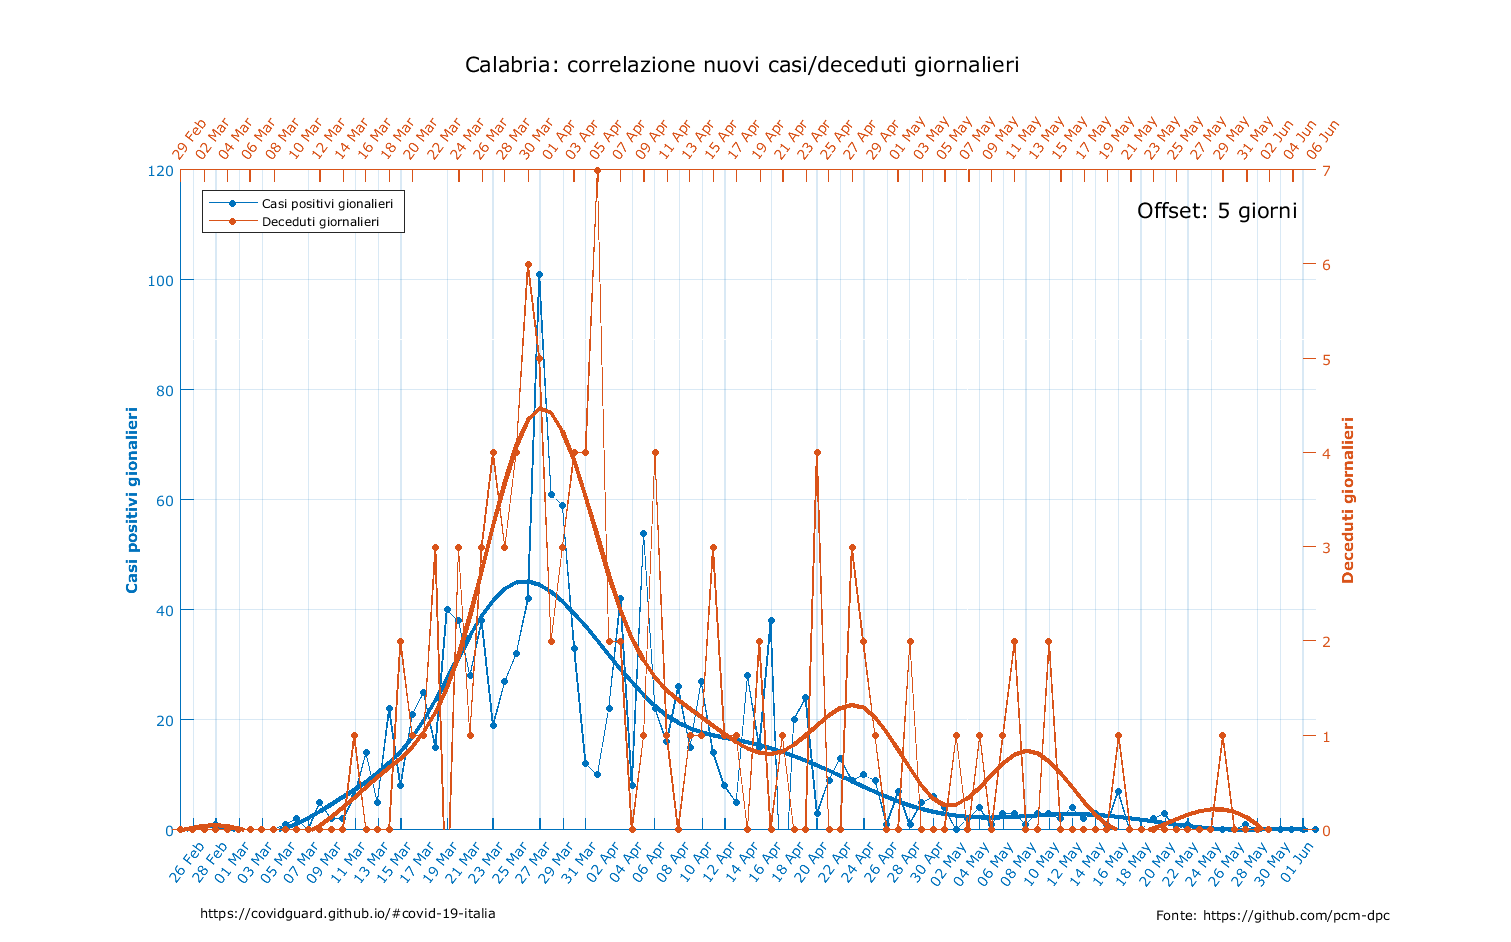 Calabria: correlazione nuovi casi/deceduti giornalieri
29 Feb 02 Mar 04 Mar 06 Mar 08 Mar 10 Mar 12 Mar 14 Mar 16 Mar 18 Mar 20 Mar 22 Mar 24 Mar 26 Mar 28 Mar 30 Mar 01 Apr 03 Apr 05 Apr 07 Apr 09 Apr 11 Apr 13 Apr 15 Apr 17 Apr 19 Apr 21 Apr 23 Apr 25 Apr 27 Apr 29 Apr 01 May 03 May 05 May 07 May 09 May 11 May 13 May 15 May 17 May 19 May 21 May 23 May 25 May 27 May 29 May 31 May 02 Jun 04 Jun 06 Jun
120 7
Casi positivi gionalieri
Deceduti giornalieri
Offset: 5 giorni
6
100
5
80
4
60
3
40
2
20
1
0 0
Casi positivi gionalieri
Deceduti giornalieri
26 Feb 28 Feb 01 Mar 03 Mar 05 Mar 07 Mar 09 Mar 11 Mar 13 Mar 15 Mar 17 Mar 19 Mar 21 Mar 23 Mar 25 Mar 27 Mar 29 Mar 31 Mar 02 Apr 04 Apr 06 Apr 08 Apr 10 Apr 12 Apr 14 Apr 16 Apr 18 Apr 20 Apr 22 Apr 24 Apr 26 Apr 28 Apr 30 Apr 02 May 04 May 06 May 08 May 10 May 12 May 14 May 16 May 18 May 20 May 22 May 24 May 26 May 28 May 30 May 01 Jun
https://covidguard.github.io/#covid-19-italia
Fonte: https://github.com/pcm-dpc